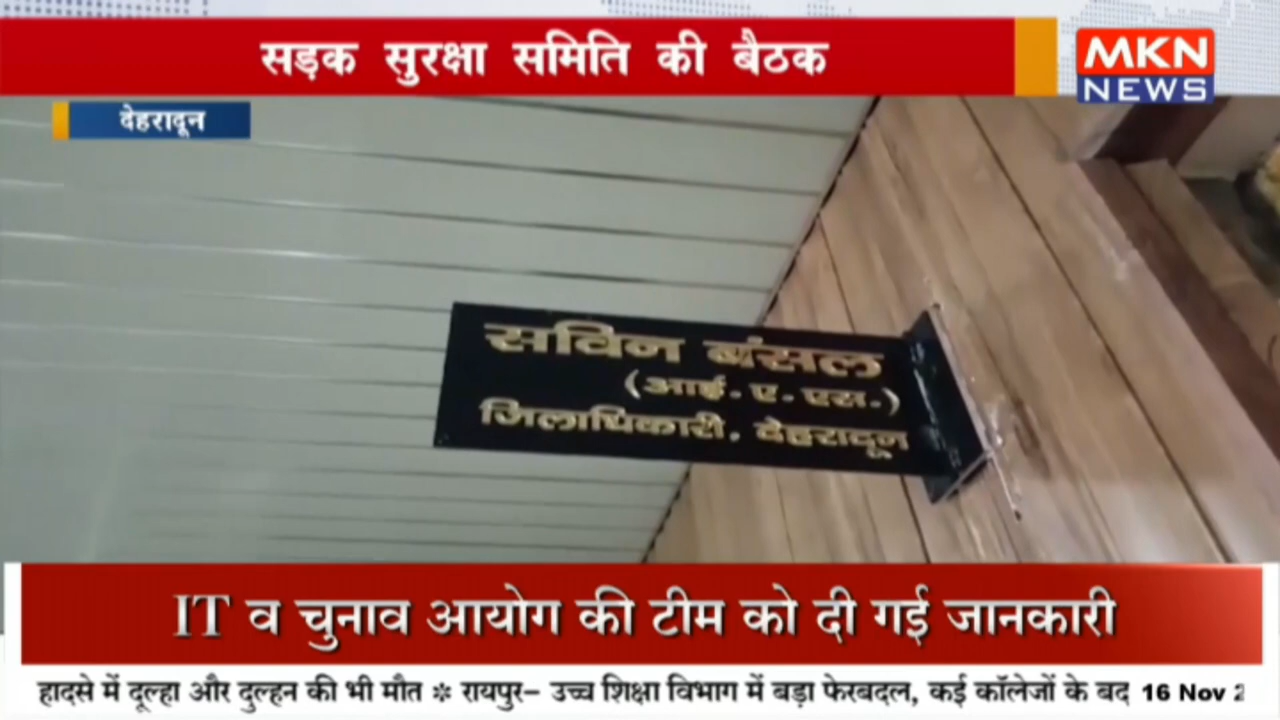 सड़क सुरक्षा समिति की बैठक
MKN
NEWS
देहरादून
सविन बंसल
(आई. ए. एस.)
जिलाधिकारी, देहरादून
IT व चुनाव आयोग की टीम को दी गई जानकारी
हादसे में दूल्हा और दुल्हन की भी मौत * रायपुर– उच्च शिक्षा विभाग में बड़ा फेरबदल, कई कॉलेजों के बद
16 Nov 2